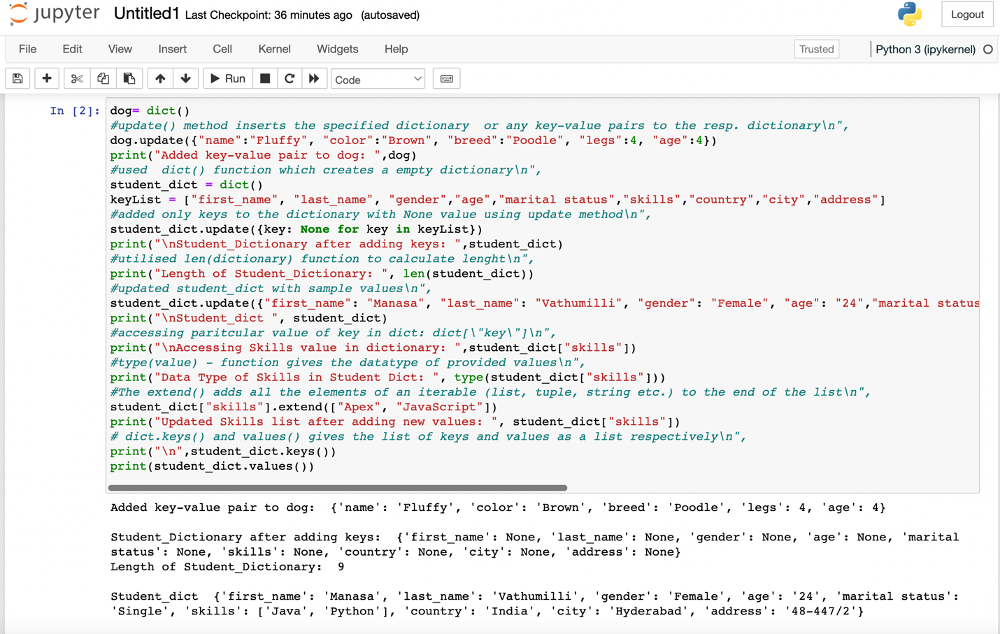 jupyter Untitled1 Last Checkpoint: 36 minutes ago (autosaved) Logout
File Edit View Insert Cell Kernel Widgets Help Trusted Python 3 (ipykernel)
Run Code
In [2]: dog= dict()
#update() method inserts the specified dictionary  or any key-value pairs to the resp. dictionary\n",
dog.update({"name":"Fluffy", "color":"Brown", "breed":"Poodle", "legs":4, "age":4})
print("Added key-value pair to dog: ",dog)
#used  dict() function which creates a empty dictionary\n",
student_dict = dict()
keyList = ["first_name", "last_name", "gender","age","marital status","skills","country","city","address"]
#added only keys to the dictionary with None value using update method\n",
student_dict.update({key: None for key in keyList})
print("\nStudent_Dictionary after adding keys: ",student_dict)
#utilised len(dictionary) function to calculate lenght\n",
print("Length of Student_Dictionary: ", len(student_dict))
#updated student_dict with sample values\n",
student_dict.update({"first_name": "Manasa", "last_name": "Vathumilli", "gender": "Female", "age": "24","marital status
print("\nStudent_dict ", student_dict)
#accessing paritcular value of key in dict: dict[\"key\"]\n",
print("\nAccessing Skills value in dictionary: ",student_dict["skills"])
#type(value) - function gives the datatype of provided values\n",
print("Data Type of Skills in Student Dict: ", type(student_dict["skills"]))
#The extend() adds all the elements of an iterable (list, tuple, string etc.) to the end of the list\n",
student_dict["skills"].extend(["Apex", "JavaScript"])
print("Updated Skills list after adding new values: ", student_dict["skills"])
# dict.keys() and values() gives the list of keys and values as a list respectively\n",
print("\n",student_dict.keys())
print(student_dict.values())
Added key-value pair to dog:  {'name': 'Fluffy', 'color': 'Brown', 'breed': 'Poodle', 'legs': 4, 'age': 4}
Student_Dictionary after adding keys:  {'first_name': None, 'last_name': None, 'gender': None, 'age': None, 'marital
status': None, 'skills': None, 'country': None, 'city': None, 'address': None}
Length of Student_Dictionary:  9
Student_dict  {'first_name': 'Manasa', 'last_name': 'Vathumilli', 'gender': 'Female', 'age': '24', 'marital status':
'Single', 'skills': ['Java', 'Python'], 'country': 'India', 'city': 'Hyderabad', 'address': '48-447/2'}